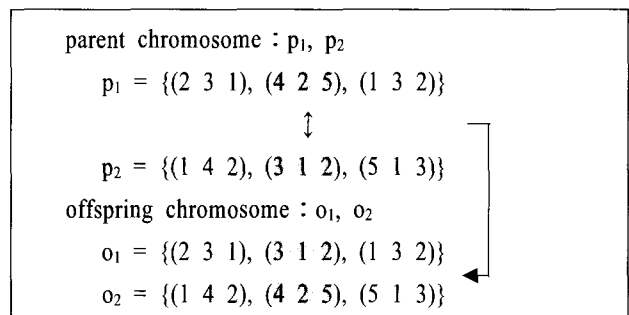 parent chromosome : p₁, p₂
p₁ = {(2 3 1), (4 2 5), (1 3 2)}
↕
p₂ = {(1 4 2), (3 1 2), (5 1 3)}
offspring chromosome : o₁, o₂
o₁ = {(2 3 1), (3 1 2), (1 3 2)}
o₂ = {(1 4 2), (4 2 5), (5 1 3)}